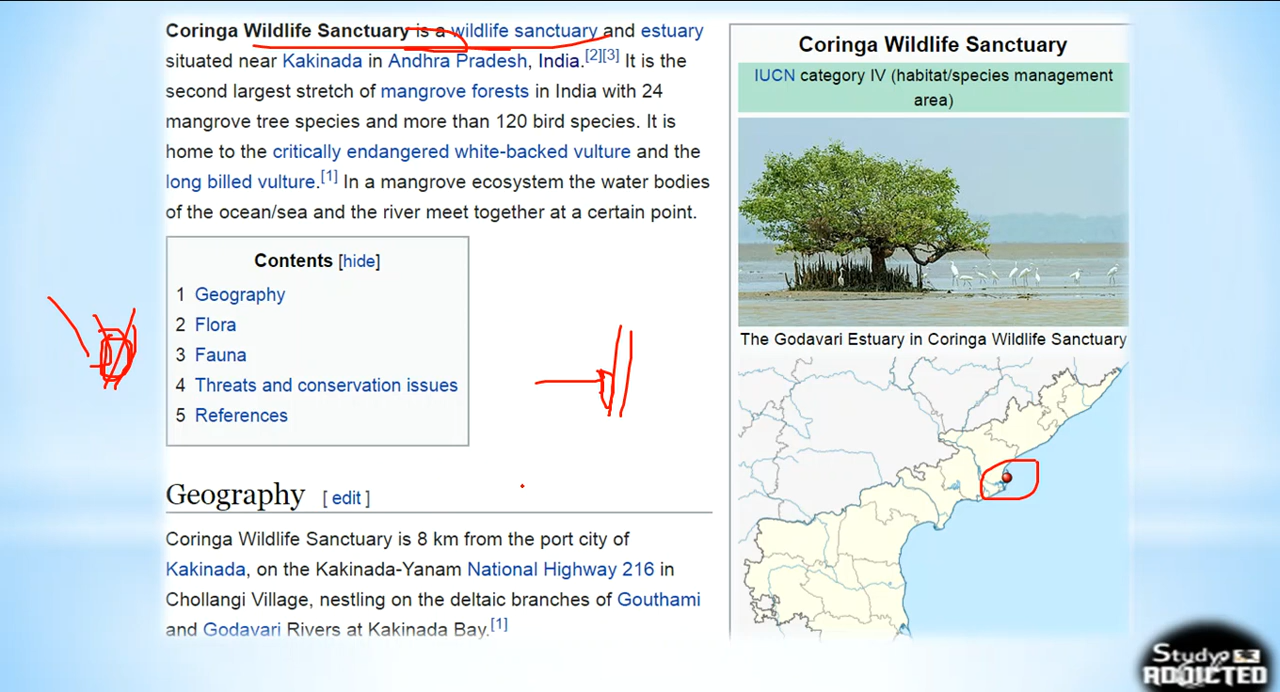 Coringa Wildlife Sanctuary is a wildlife sanctuary and estuary
situated near Kakinada in Andhra Pradesh, India.[2][3] It is the
second largest stretch of mangrove forests in India with 24
mangrove tree species and more than 120 bird species. It is
home to the critically endangered white-backed vulture and the
long billed vulture.[1] In a mangrove ecosystem the water bodies
of the ocean/sea and the river meet together at a certain point.
Contents [hide]
1 Geography
2 Flora
3 Fauna
4 Threats and conservation issues
5 References
Geography [ edit ]
Coringa Wildlife Sanctuary is 8 km from the port city of
Kakinada, on the Kakinada-Yanam National Highway 216 in
Chollangi Village, nestling on the deltaic branches of Gouthami
and Godavari Rivers at Kakinada Bay.[1]
Coringa Wildlife Sanctuary
IUCN category IV (habitat/species management
area)
The Godavari Estuary in Coringa Wildlife Sanctuary
Study
ADDICTED